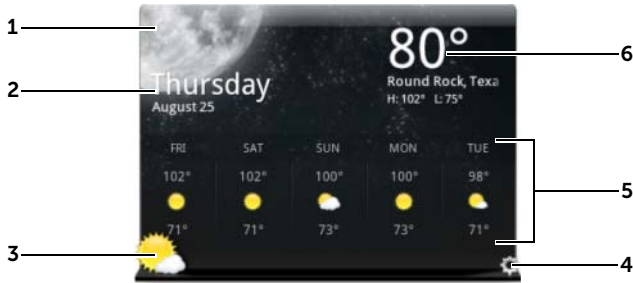 1
80°
6
Thursday
2
Round Rock, Texa
August 25
H: 102° L: 75°
FRI SAT SUN MON TUE
102° 102° 100° 100° 98°
5
71° 71° 73° 73° 71°
3
4